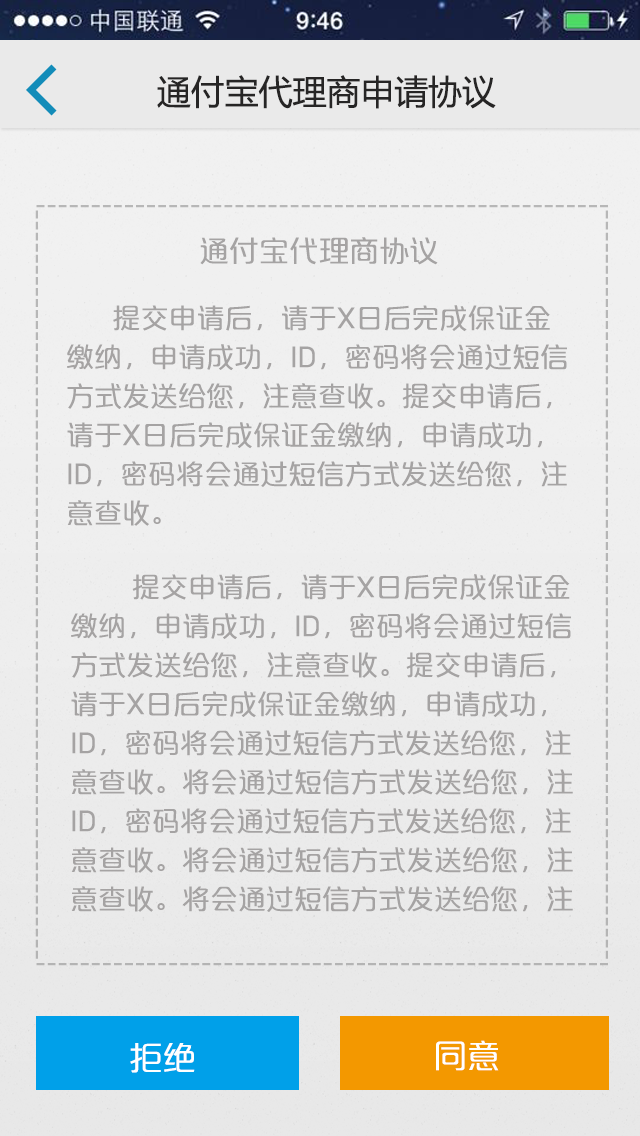 中国联通
9:46
通付宝代理商申请协议
通付宝代理商协议
提交申请后，请于X日后完成保证金
缴纳，申请成功，ID，密码将会通过短信
方式发送给您，注意查收。提交申请后，
请于X日后完成保证金缴纳，申请成功，
ID，密码将会通过短信方式发送给您，注
意查收。
提交申请后，请于X日后完成保证金
缴纳，申请成功，ID，密码将会通过短信
方式发送给您，注意查收。提交申请后，
请于X日后完成保证金缴纳，申请成功，
ID，密码将会通过短信方式发送给您，注
意查收。将会通过短信方式发送给您，注
ID，密码将会通过短信方式发送给您，注
意查收。将会通过短信方式发送给您，注
意查收。将会通过短信方式发送给您，注
拒绝
同意